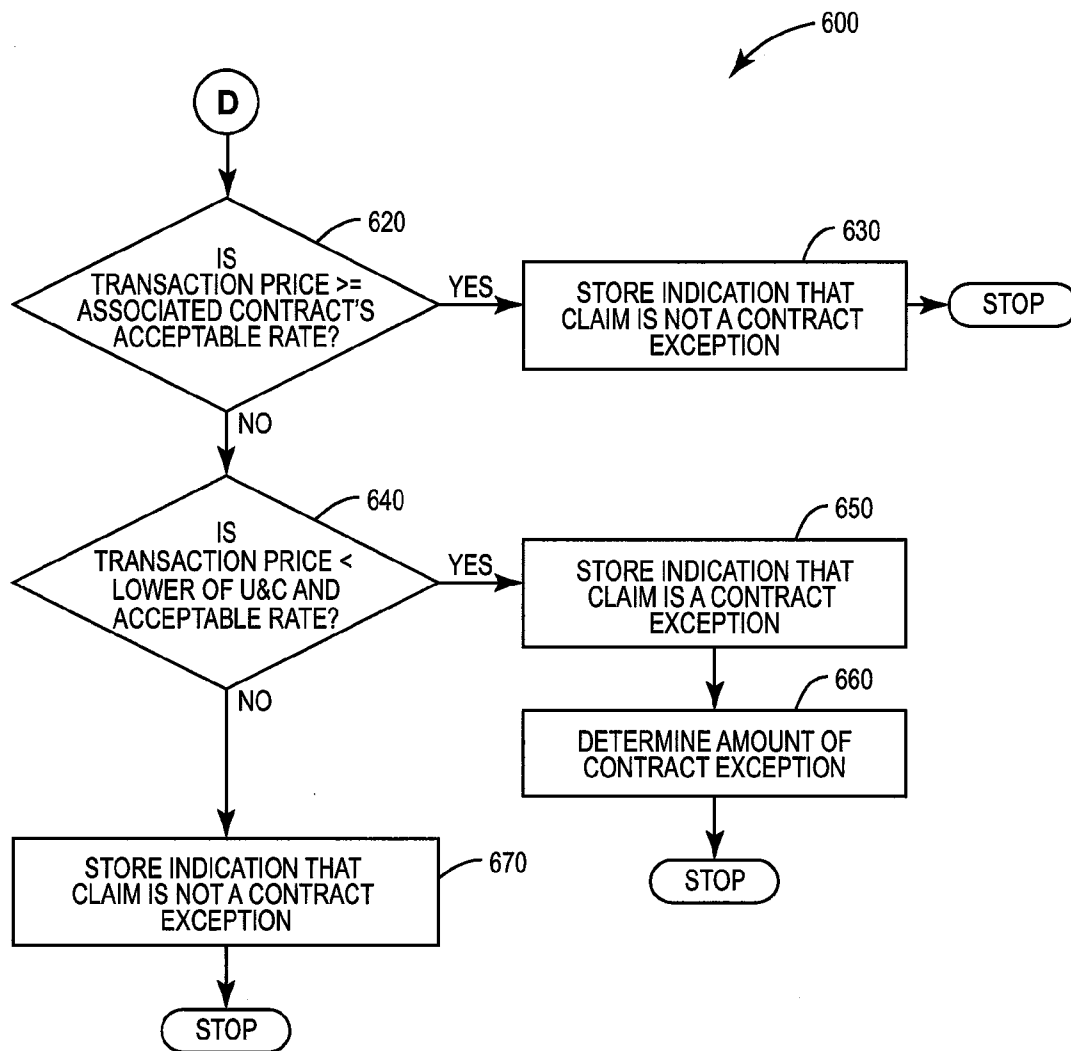 600
D
620
IS
TRANSACTION PRICE >=
ASSOCIATED CONTRACT'S
ACCEPTABLE RATE?
YES
630
STORE INDICATION THAT
CLAIM IS NOT A CONTRACT
EXCEPTION
STOP
NO
640
IS
TRANSACTION PRICE <
LOWER OF U&C AND
ACCEPTABLE RATE?
YES
650
STORE INDICATION THAT
CLAIM IS A CONTRACT
EXCEPTION
660
DETERMINE AMOUNT OF
CONTRACT EXCEPTION
STOP
NO
670
STORE INDICATION THAT
CLAIM IS NOT A CONTRACT
EXCEPTION
STOP